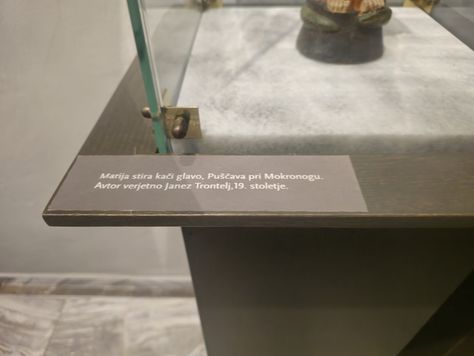 Marija stira kači glavo, Puščava pri Mokronogu.
Avtor verjetno Janez Trontelj,19. stoletje.